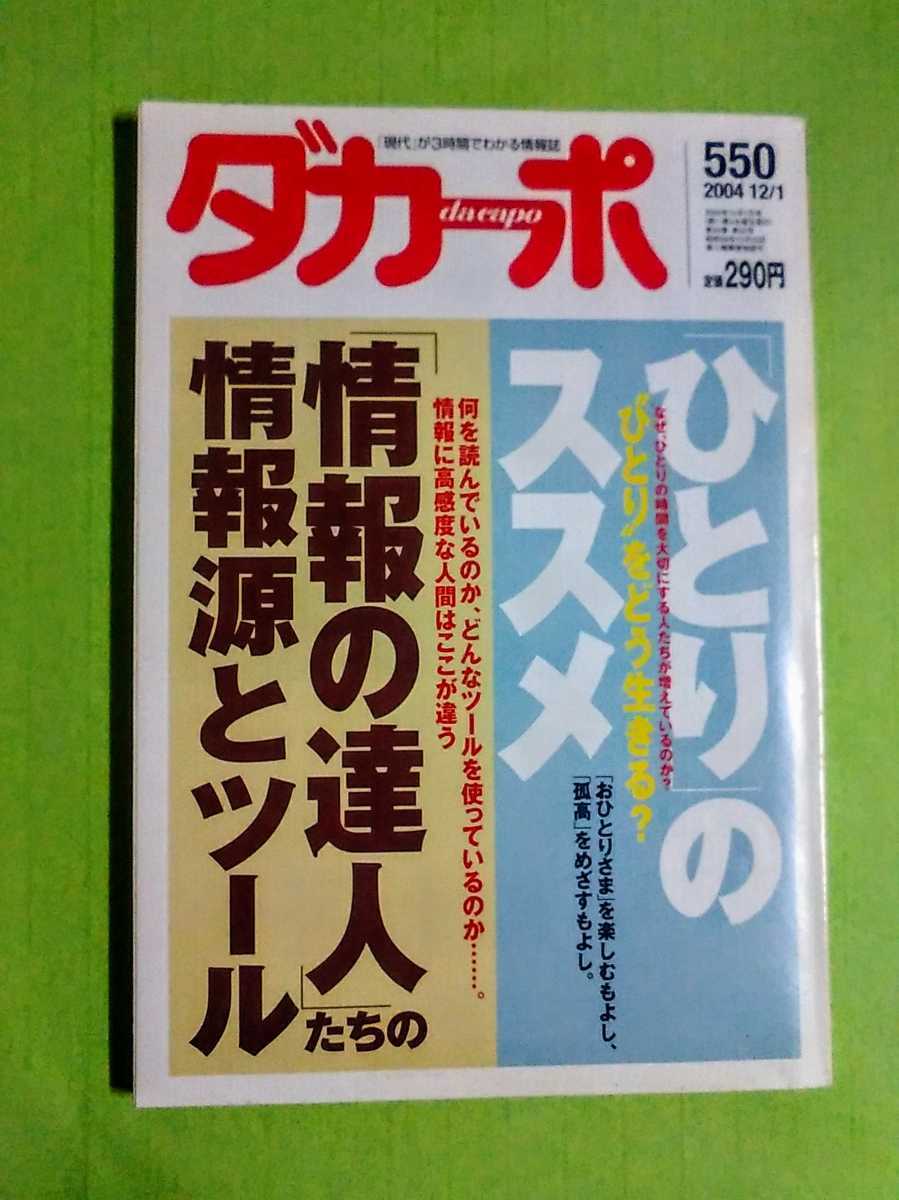 「現代」が3時間でわかる情報誌
ダカーポ
dacapo
550
2004 12/1
定価290円
「ひとり」の
ススメ
なぜ、ひとりの時間を大切にする人たちが増えているのか?
“ひとり”をどう生きる?
「おひとりさま」を楽しむもよし、
「孤高」をめざすもよし。
「情報の達人」たちの
情報源とツール
何を読んでいるのか、どんなツールを使っているのか……。
情報に高感度な人間はここが違う